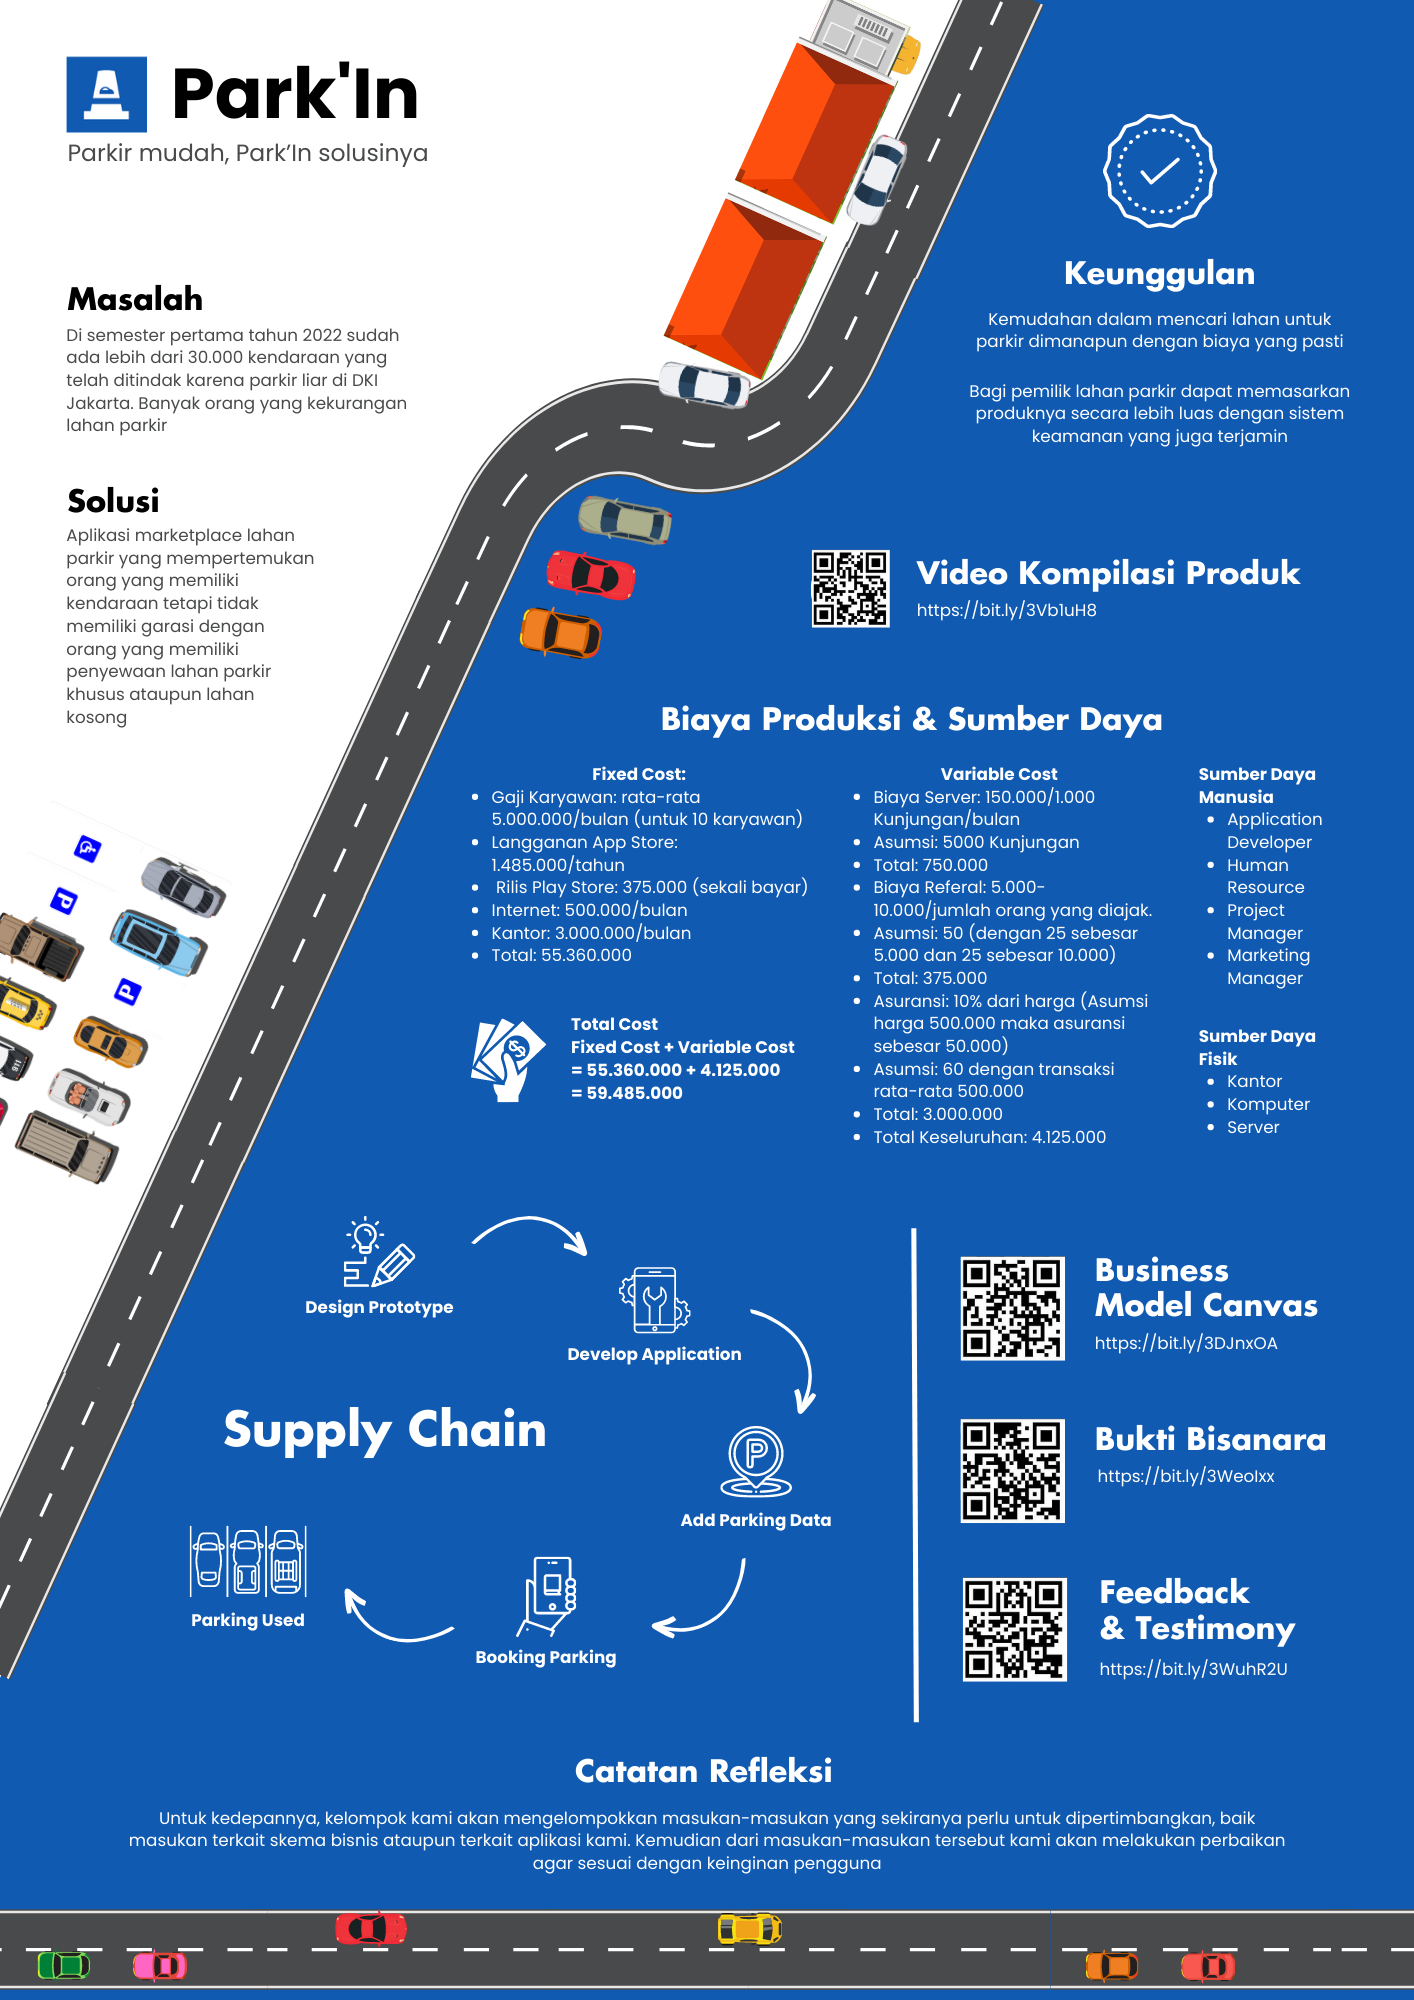 Park'In
Parkir mudah, Park’In solusinya
Masalah
Di semester pertama tahun 2022 sudah
ada lebih dari 30.000 kendaraan yang
telah ditindak karena parkir liar di DKI
Jakarta. Banyak orang yang kekurangan
lahan parkir
Solusi
Aplikasi marketplace lahan
parkir yang mempertemukan
orang yang memiliki
kendaraan tetapi tidak
memiliki garasi dengan
orang yang memiliki
penyewaan lahan parkir
khusus ataupun lahan
kosong
Keunggulan
Kemudahan dalam mencari lahan untuk
parkir dimanapun dengan biaya yang pasti
Bagi pemilik lahan parkir dapat memasarkan
produknya secara lebih luas dengan sistem
keamanan yang juga terjamin
Video Kompilasi Produk
https://bit.ly/3Vb1uH8
Biaya Produksi & Sumber Daya
Fixed Cost:
Gaji Karyawan: rata-rata
5.000.000/bulan (untuk 10 karyawan)
Langganan App Store:
1.485.000/tahun
Rilis Play Store: 375.000 (sekali bayar)
Internet: 500.000/bulan
Kantor: 3.000.000/bulan
Total: 55.360.000
Total Cost
Fixed Cost + Variable Cost
= 55.360.000 + 4.125.000
= 59.485.000
Variable Cost
Biaya Server: 150.000/1.000
Kunjungan/bulan
Asumsi: 5000 Kunjungan
Total: 750.000
Biaya Referal: 5.000-
10.000/jumlah orang yang diajak.
Asumsi: 50 (dengan 25 sebesar
5.000 dan 25 sebesar 10.000)
Total: 375.000
Asuransi: 10% dari harga (Asumsi
harga 500.000 maka asuransi
sebesar 50.000)
Asumsi: 60 dengan transaksi
rata-rata 500.000
Total: 3.000.000
Total Keseluruhan: 4.125.000
Sumber Daya
Manusia
Application
Developer
Human
Resource
Project
Manager
Marketing
Manager
Sumber Daya
Fisik
Kantor
Komputer
Server
P
P
Design Prototype
Develop Application
Supply Chain
P
Add Parking Data
Booking Parking
Parking Used
Business
Model Canvas
https://bit.ly/3DJnxOA
Bukti Bisanara
https://bit.ly/3WeoIxx
Feedback
& Testimony
https://bit.ly/3WuhR2U
Catatan Refleksi
Untuk kedepannya, kelompok kami akan mengelompokkan masukan-masukan yang sekiranya perlu untuk dipertimbangkan, baik
masukan terkait skema bisnis ataupun terkait aplikasi kami. Kemudian dari masukan-masukan tersebut kami akan melakukan perbaikan
agar sesuai dengan keinginan pengguna